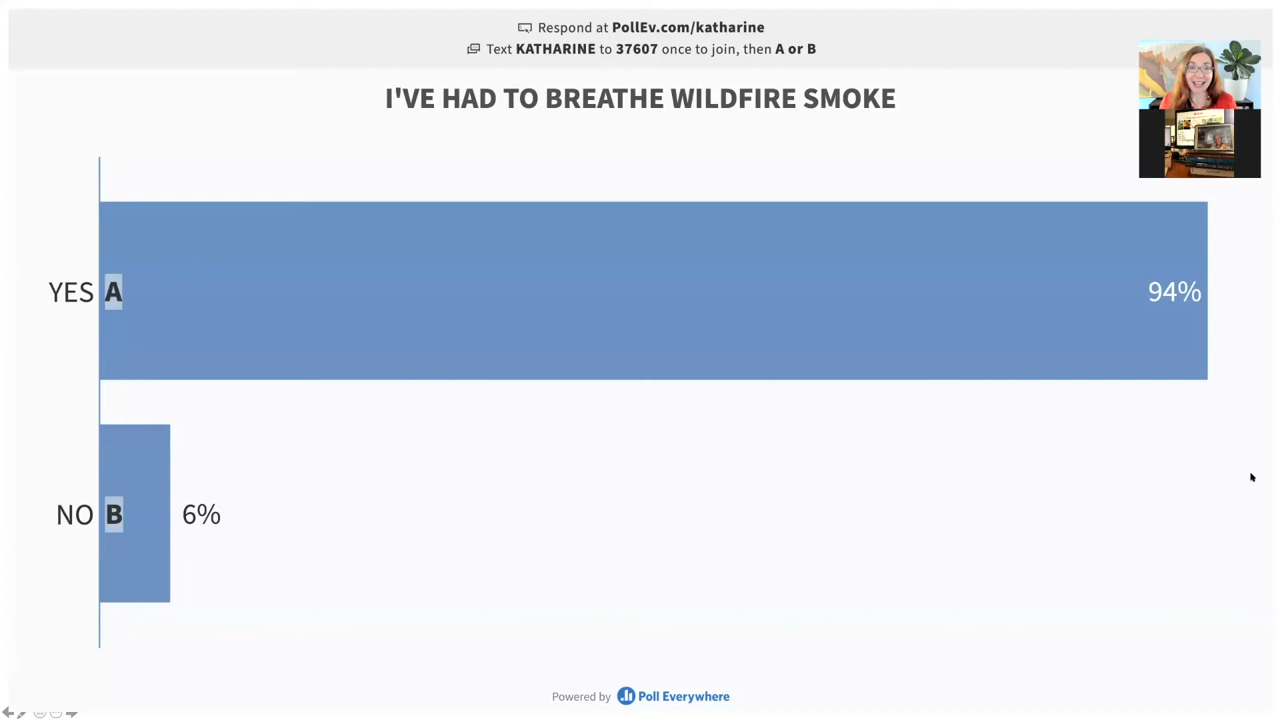 Respond at PollEv.com/katharine
Text KATHARINE to 37607 once to join, then A or B
I'VE HAD TO BREATHE WILDFIRE SMOKE
YES A 94%
NO B 6%
Powered by Poll Everywhere